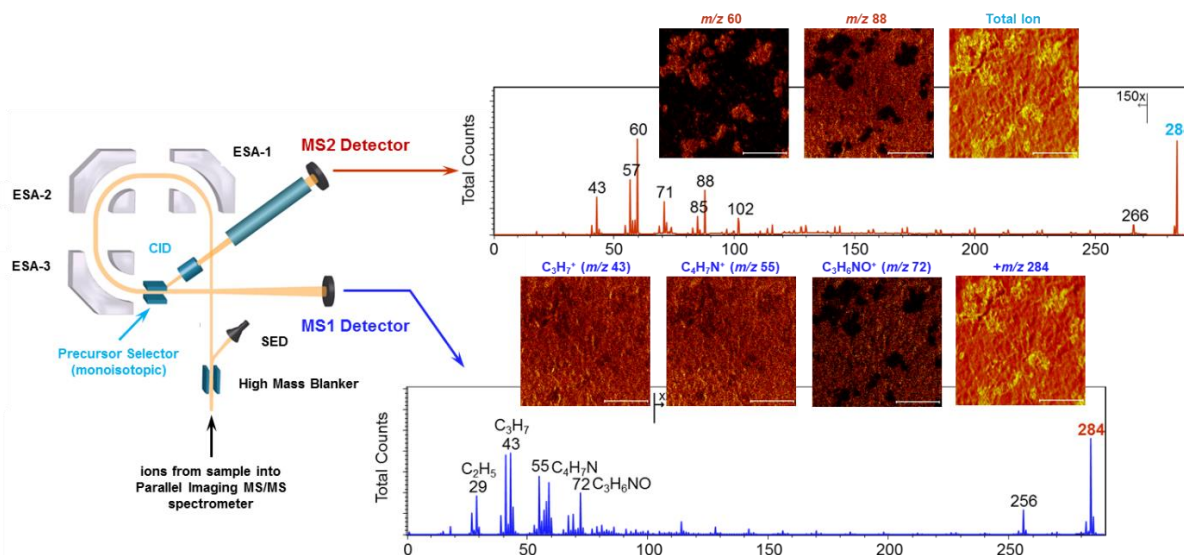 m/z 60
m/z 88
Total Ion
150x
Total Counts
43
57
60
71
85
88
102
266
0
50
100
150
200
250
MS2 Detector
ESA-1
ESA-2
CID
ESA-3
MS1 Detector
SED
Precursor Selector
(monoisotopic)
High Mass Blanker
ions from sample into
Parallel Imaging MS/MS
spectrometer
C₃H₇⁺ (m/z 43)
C₄H₇N⁺ (m/z 55)
C₃H₆NO⁺ (m/z 72)
+m/z 284
Total Counts
C₂H₅
29
C₃H₇
43
55
C₄H₇N
72
C₃H₆NO
256
284
0
50
100
150
200
250